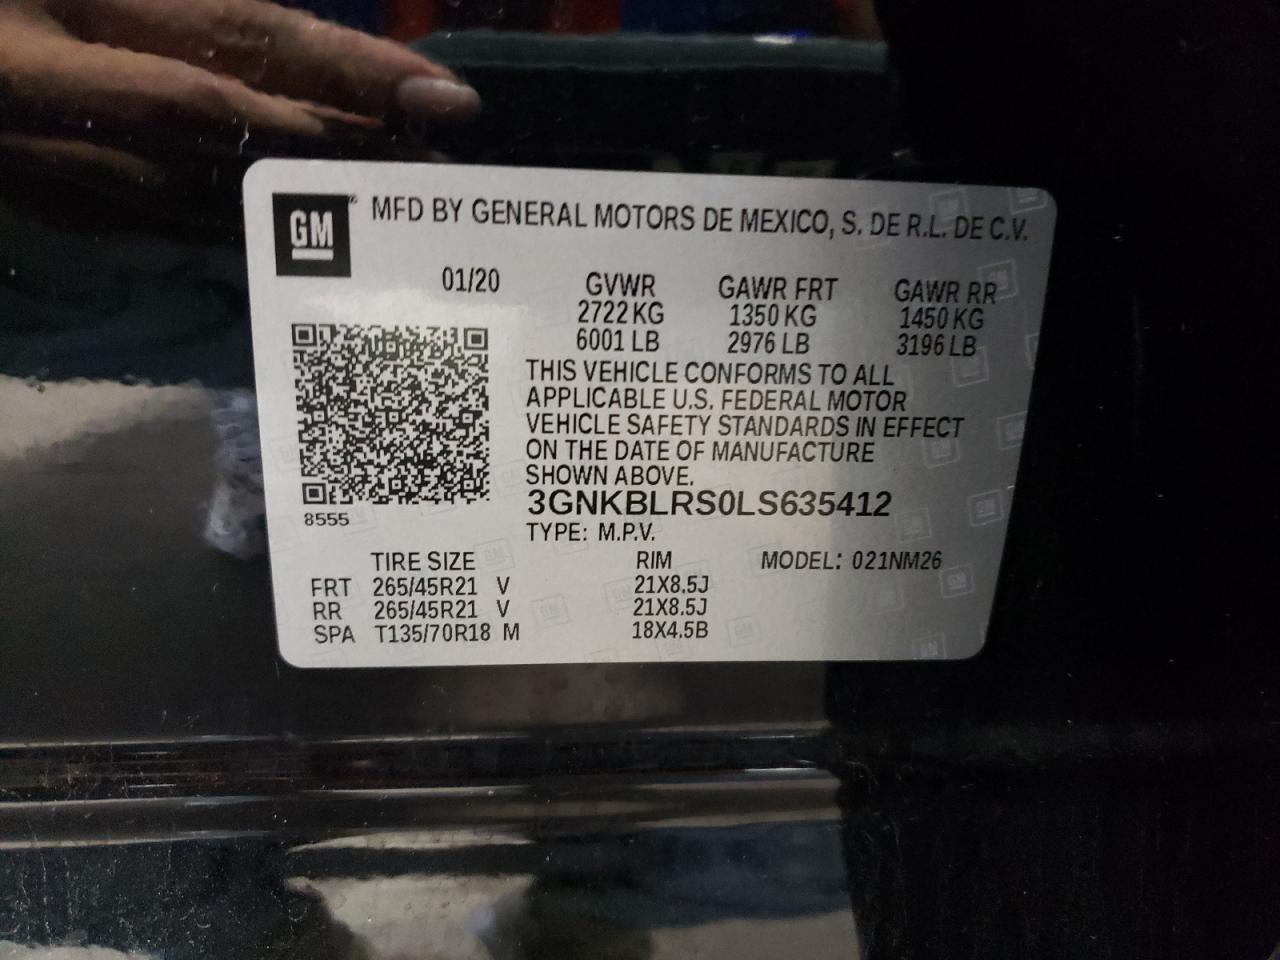 GM
MFD BY GENERAL MOTORS DE MEXICO, S. DE R.L. DE C.V.
01/20 GVWR GAWR FRT GAWR RR
2722 KG 1350 KG 1450 KG
6001 LB 2976 LB 3196 LB
THIS VEHICLE CONFORMS TO ALL
APPLICABLE U.S. FEDERAL MOTOR
VEHICLE SAFETY STANDARDS IN EFFECT
ON THE DATE OF MANUFACTURE
SHOWN ABOVE.
3GNKBLRS0LS635412
8555
TYPE: M.P.V.
TIRE SIZE RIM MODEL: 021NM26
FRT 265/45R21 V 21X8.5J
RR 265/45R21 V 21X8.5J
SPA T135/70R18 M 18X4.5B